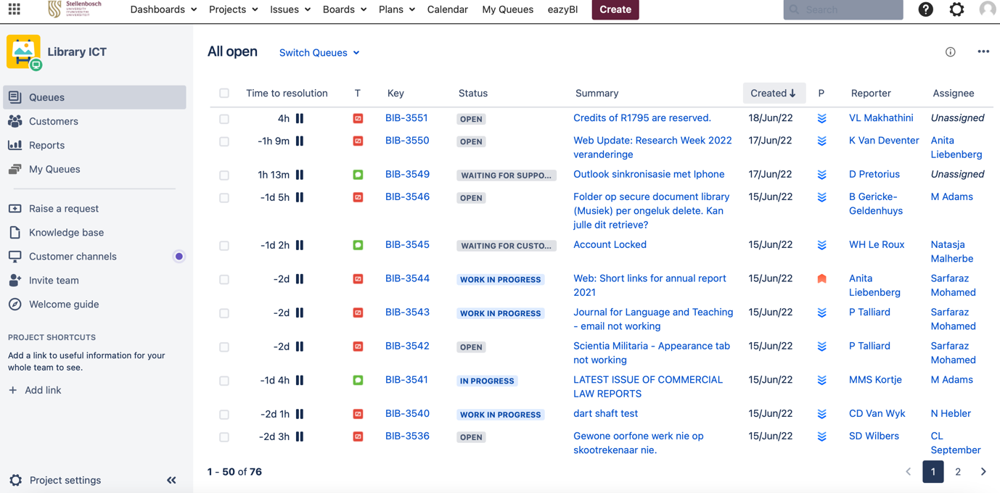 Stellenbosch
UNIVERSITY
IYUNIVESITHI
UNIVERSITEIT
Dashboards Projects Issues Boards Plans Calendar My Queues eazyBI Create Search
Library ICT
Queues
Customers
Reports
My Queues
Raise a request
Knowledge base
Customer channels
Invite team
Welcome guide
PROJECT SHORTCUTS
Add a link to useful information for your
whole team to see.
+ Add link
Project settings
All open Switch Queues
Time to resolution T Key Status Summary Created ↓ P Reporter Assignee
4h BIB-3551 OPEN Credits of R1795 are reserved. 18/Jun/22 VL Makhathini Unassigned
-1h 9m BIB-3550 OPEN Web Update: Research Week 2022 17/Jun/22 K Van Deventer Anita
veranderinge Liebenberg
1h 13m BIB-3549 WAITING FOR SUPPO... Outlook sinkronisasie met Iphone 17/Jun/22 D Pretorius Unassigned
-1d 5h BIB-3546 OPEN Folder op secure document library 15/Jun/22 B Gericke- M Adams
(Musiek) per ongeluk delete. Kan Geldenhuys
julle dit retrieve?
-1d 2h BIB-3545 WAITING FOR CUSTO... Account Locked 15/Jun/22 WH Le Roux Natasja
Malherbe
-2d BIB-3544 WORK IN PROGRESS Web: Short links for annual report 15/Jun/22 Anita Sarfaraz
2021 Liebenberg Mohamed
-2d BIB-3543 WORK IN PROGRESS Journal for Language and Teaching 15/Jun/22 P Talliard Sarfaraz
- email not working Mohamed
-2d BIB-3542 OPEN Scientia Militaria - Appearance tab 15/Jun/22 P Talliard Sarfaraz
not working Mohamed
-1d 4h BIB-3541 IN PROGRESS LATEST ISSUE OF COMMERCIAL 15/Jun/22 MMS Kortje M Adams
LAW REPORTS
-2d 1h BIB-3540 WORK IN PROGRESS dart shaft test 15/Jun/22 CD Van Wyk N Hebler
-2d 3h BIB-3536 OPEN Gewone oorfone werk nie op 15/Jun/22 SD Wilbers CL
skootrekenaar nie. September
1 - 50 of 76 1 2